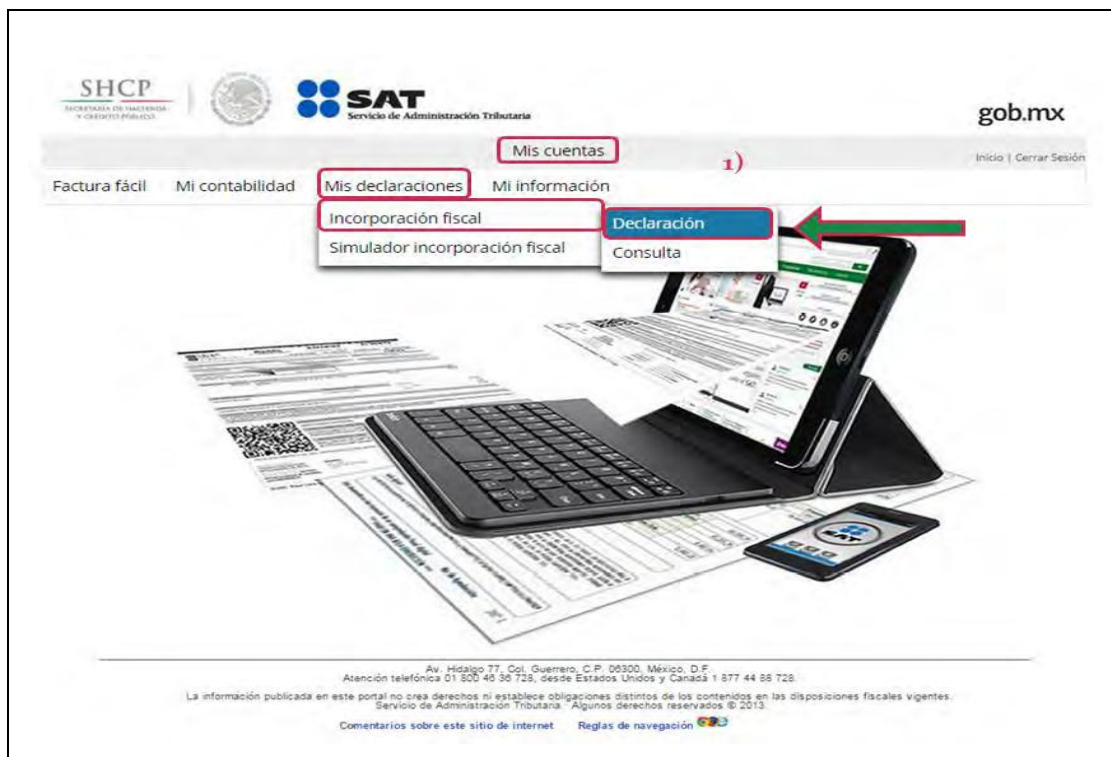 SHCP
SECRETARÍA DE HACIENDA
Y CRÉDITO PÚBLICO
SAT
Servicio de Administración Tributaria
gob.mx
Mis cuentas
1)
Inicio | Cerrar Sesión
Factura fácil Mi contabilidad Mis declaraciones Mi información
Incorporación fiscal
Declaración
Simulador incorporación fiscal
Consulta
SAT
Av. Hidalgo 77, Col. Guerrero, C.P. 06300, México, D.F.
Atención telefónica 01 800 46 36 728, desde Estados Unidos y Canadá 1 877 44 88 728.
La información publicada en este portal no crea derechos ni establece obligaciones distintos de los contenidos en las disposiciones fiscales vigentes.
Servicio de Administración Tributaria. Algunos derechos reservados © 2013.
Comentarios sobre este sitio de internet Reglas de navegación